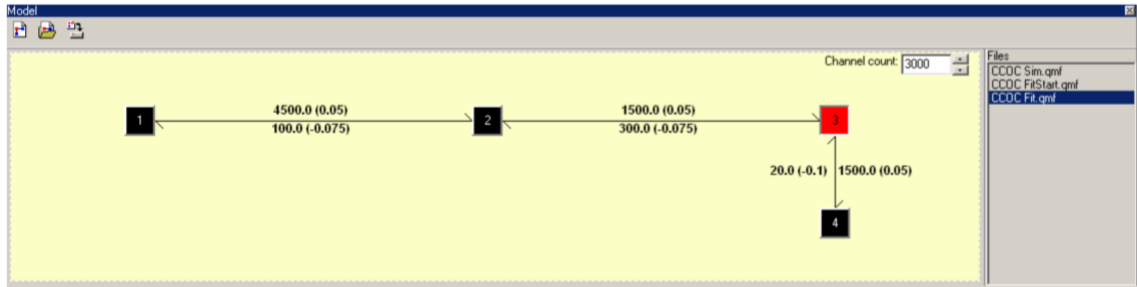 Model
Channel count: 3000
Files
CCOC Sim.qmf
CCOC FitStart.qmf
CCOC Fit.qmf
4500.0 (0.05)
1500.0 (0.05)
1
2
3
100.0 (-0.075)
300.0 (-0.075)
20.0 (-0.1)
1500.0 (0.05)
4